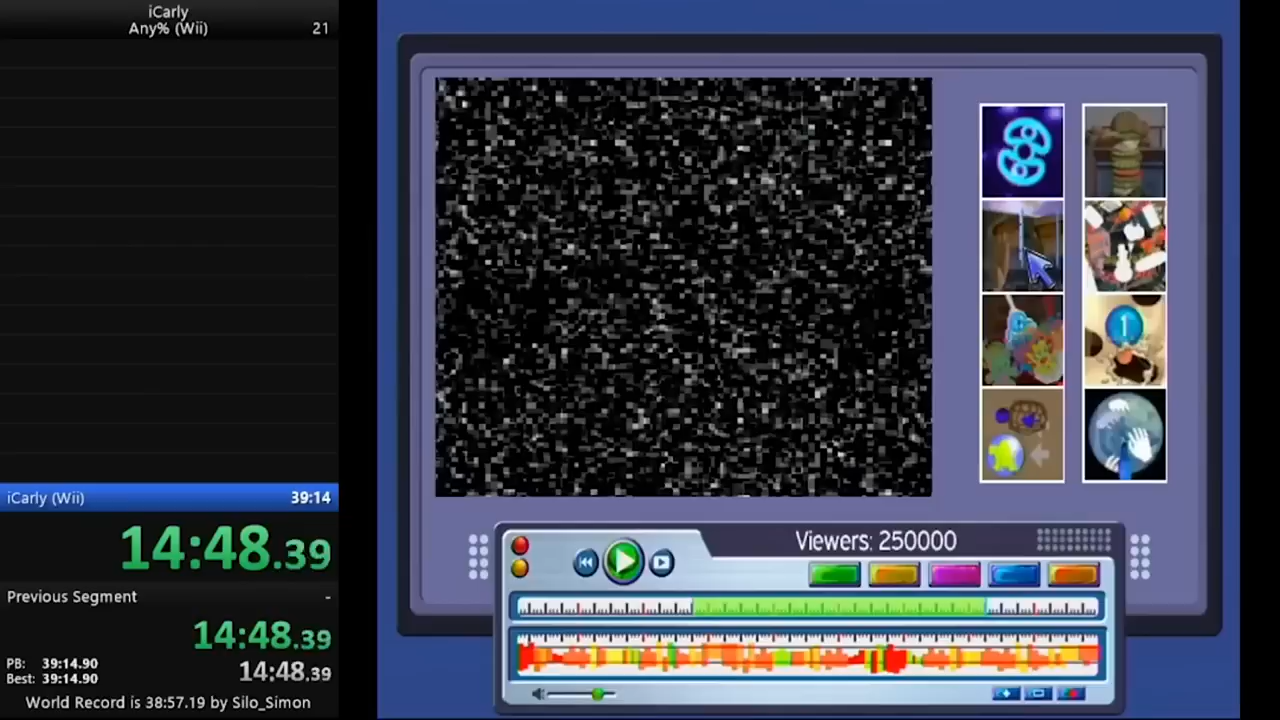 iCarly
Any% (Wii) 21
iCarly (Wii) 39:14
14:48.39
Previous Segment -
14:48.39
PB: 39:14.90
Best: 39:14.90
14:48.39
World Record is 38:57.19 by Silo_Simon
1
Viewers: 250000